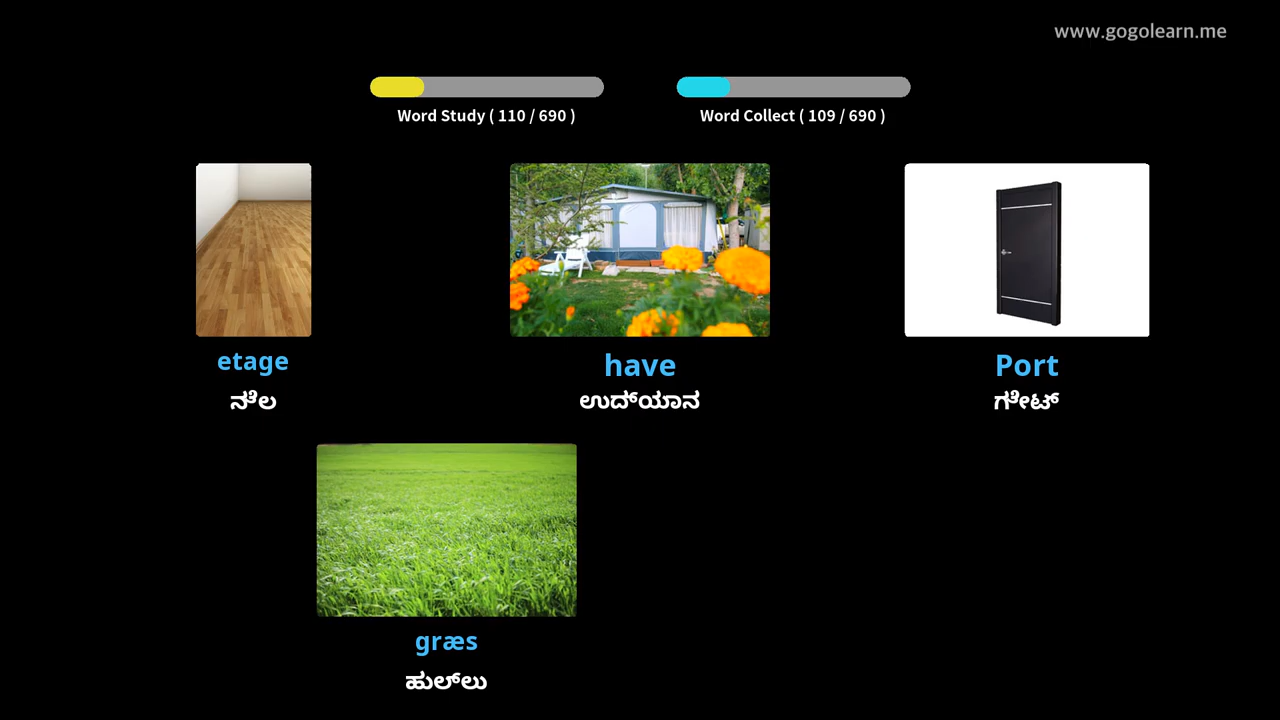 www.gogolearn.me
Word Study ( 110 / 690 )
Word Collect ( 109 / 690 )
etage
have
Port
ನೆಲ
ಉದ್ಯಾನ
ಗೇಟ್
græs
ಹುಲ್ಲು